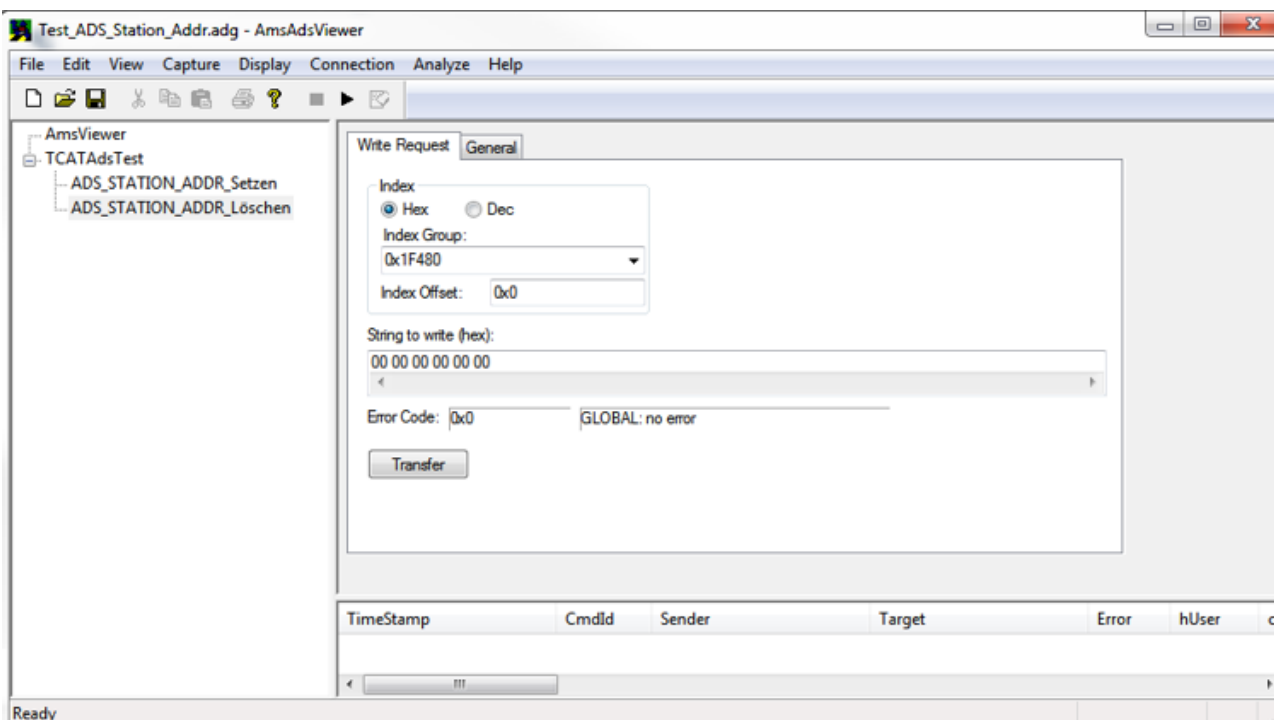 Test_ADS_Station_Addr.adg - AmsAdsViewer
File Edit View Capture Display Connection Analyze Help
AmsViewer
TCATAdsTest
ADS_STATION_ADDR_Setzen
ADS_STATION_ADDR_Löschen
Write Request General
Index
Hex Dec
Index Group:
0x1F480
Index Offset: 0x0
String to write (hex):
00 00 00 00 00 00
Error Code: 0x0 GLOBAL: no error
Transfer
TimeStamp CmdId Sender Target Error hUser
Ready